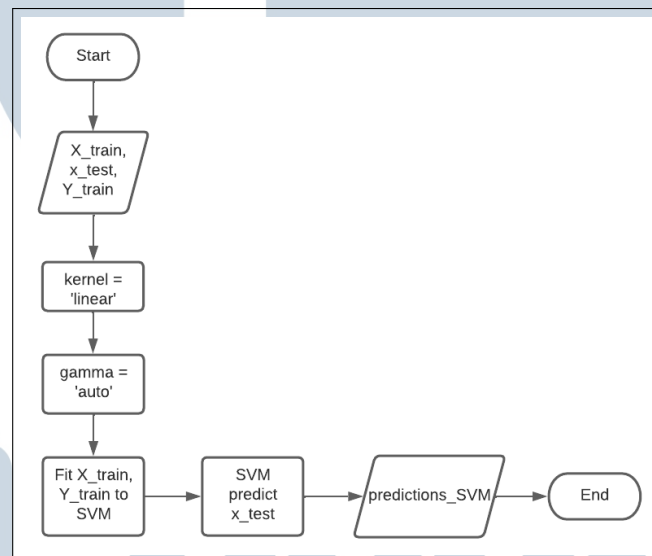 Start
X_train,
x_test,
Y_train
kernel =
'linear'
gamma =
'auto'
Fit X_train,
Y_train to
SVM
SVM
predict
x_test
predictions_SVM
End